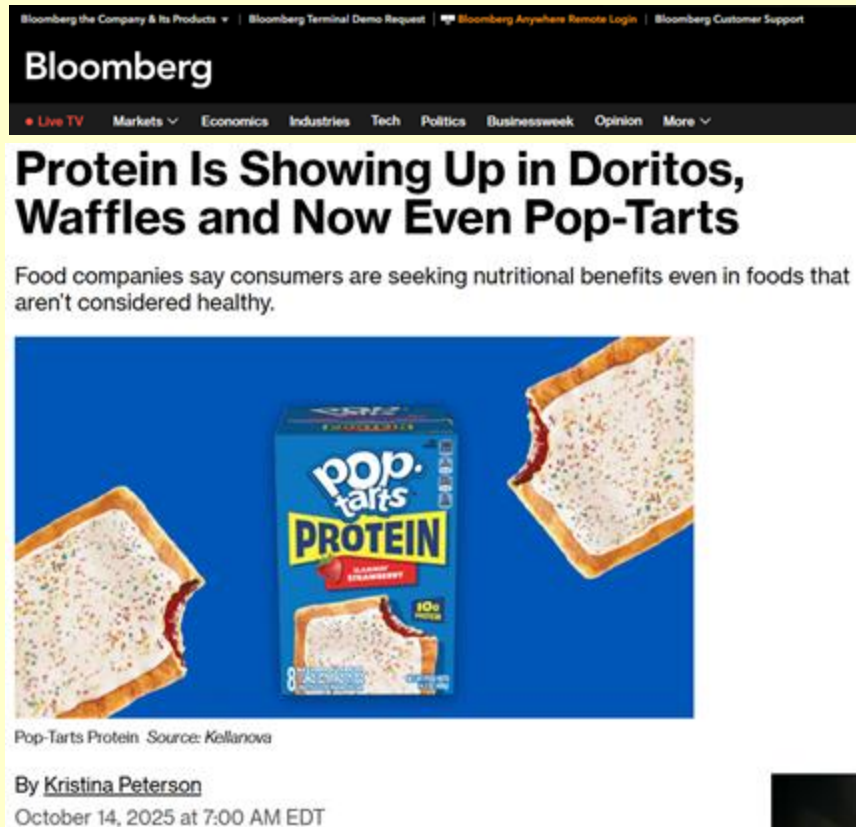 Bloomberg the Company & Its Products | Bloomberg Terminal Demo Request | Bloomberg Anywhere Remote Login | Bloomberg Customer Support
Bloomberg
Live TV Markets Economics Industries Tech Politics Businessweek Opinion More
Protein Is Showing Up in Doritos,
Waffles and Now Even Pop-Tarts
Food companies say consumers are seeking nutritional benefits even in foods that
aren't considered healthy.
PROTEIN
pop.
tarts
PROTEIN
STRAWBERRY
10g
PROTEIN
8
Pop-Tarts Protein Source: Kellanova
By Kristina Peterson
October 14, 2025 at 7:00 AM EDT